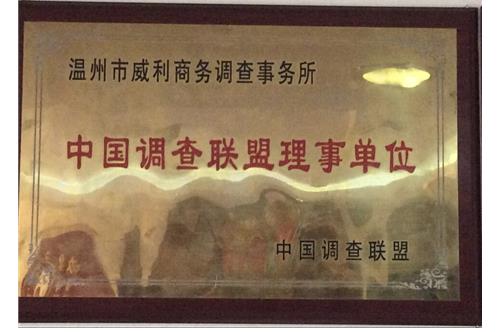 温州市威利商务调查事务所
中国调查联盟理事单位
中国调查联盟